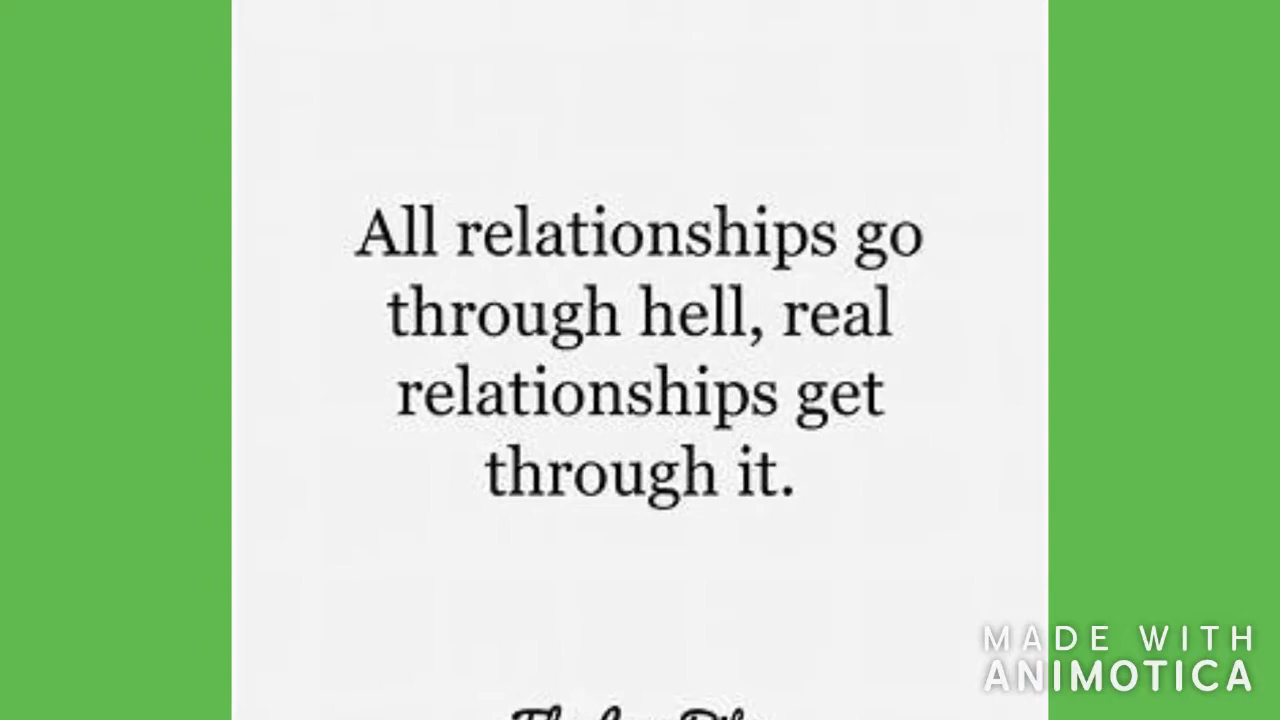 All relationships go
through hell, real
relationships get
through it.
MADE WITH
ANIMOTICA